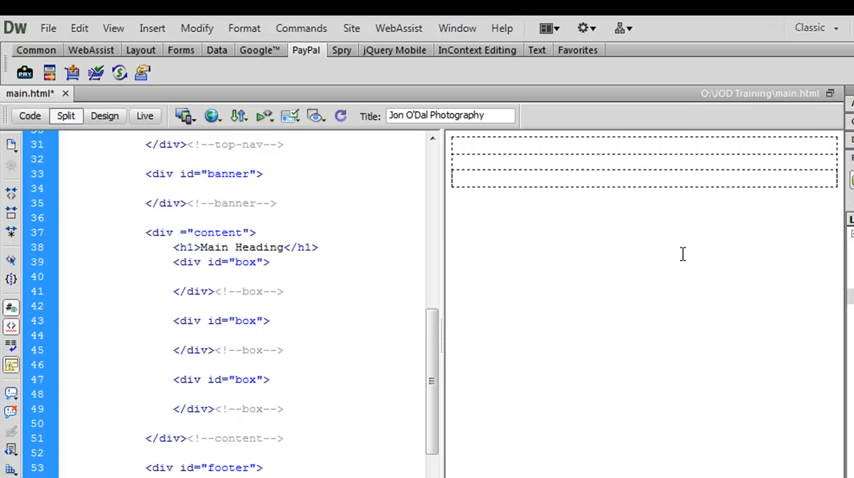 DW File Edit View Insert Modify Format Commands Site WebAssist Window Help Classic
Common WebAssist Layout Forms Data Google™ PayPal Spry jQuery Mobile InContext Editing Text Favorites
PAY
main.html* × O:\UOD Training\main.html
Code Split Design Live Title: Jon O'Dal Photography
31 </div><!--top-nav-->
32
33 <div id="banner">
34
35 </div><!--banner-->
36
37 <div ="content">
38 <h1>Main Heading</h1>
39 <div id="box">
40
41 </div><!--box-->
42
43 <div id="box">
44
45 </div><!--box-->
46
47 <div id="box">
48
49 </div><!--box-->
50
51 </div><!--content-->
52
53 <div id="footer">